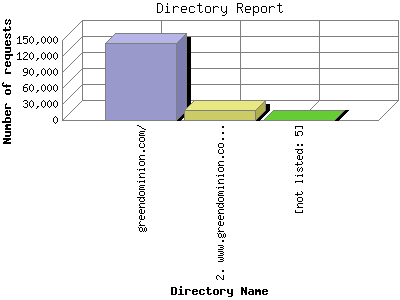 Directory Report
Number of requests
150,000
120,000
90,000
60,000
30,000
0
greendominion.com/
2. www.greendominion.co...
[not listed: 5]
Directory Name